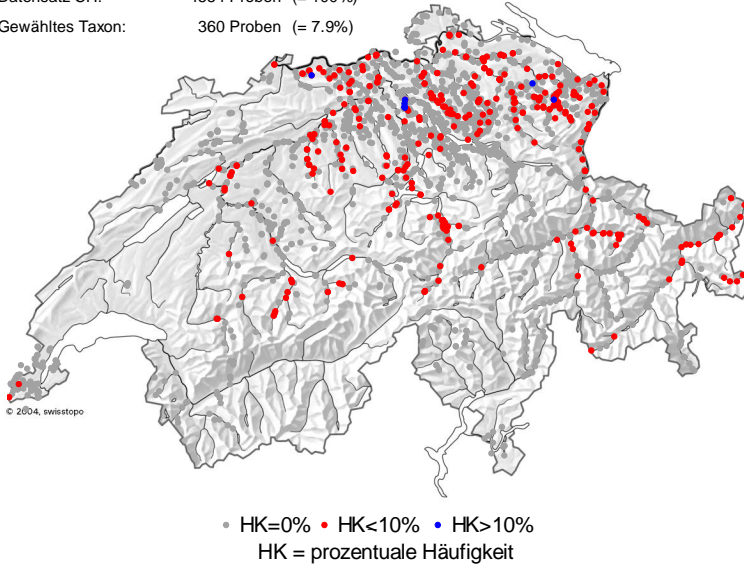 Gewähltes Taxon: 360 Proben (= 7.9%)
© 2004, swisstopo
HK=0% HK<10% HK>10%
HK = prozentuale Häufigkeit